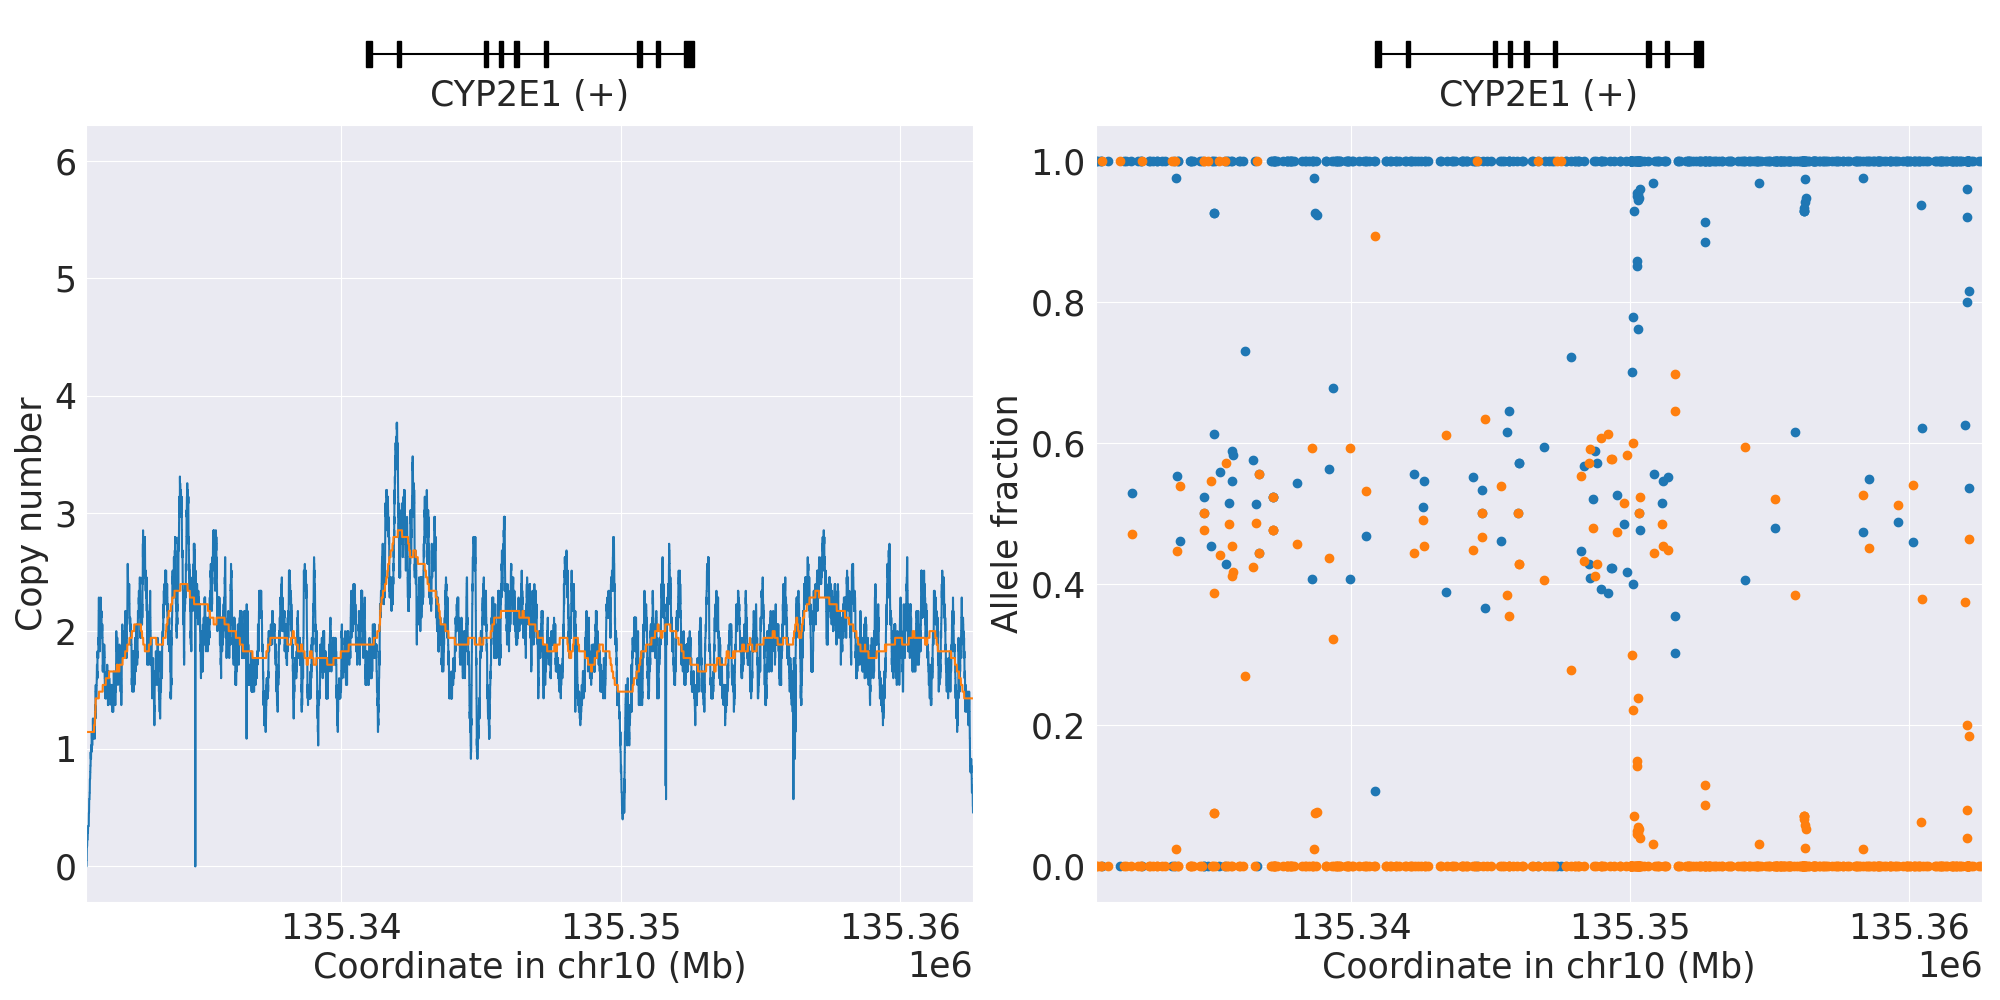 CYP2E1 (+)
6
5
4
3
2
1
0
Copy number
135.34 135.35 135.36
Coordinate in chr10 (Mb)
1e6
CYP2E1 (+)
1.0
0.8
0.6
0.4
0.2
0.0
Allele fraction
135.34 135.35 135.36
Coordinate in chr10 (Mb)
1e6